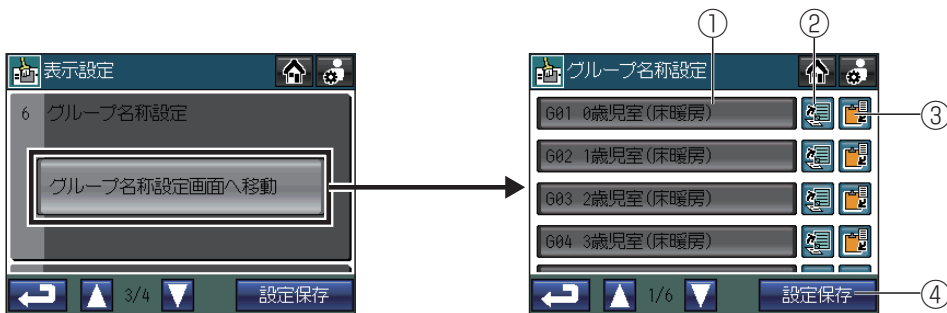 ① ②
表示設定
グループ名称設定
6 グループ名称設定
グループ名称設定画面へ移動
3/4 設定保存
G01 0歳児室(床暖房)
③
G02 1歳児室(床暖房)
G03 2歳児室(床暖房)
G04 3歳児室(床暖房)
1/6 設定保存
④